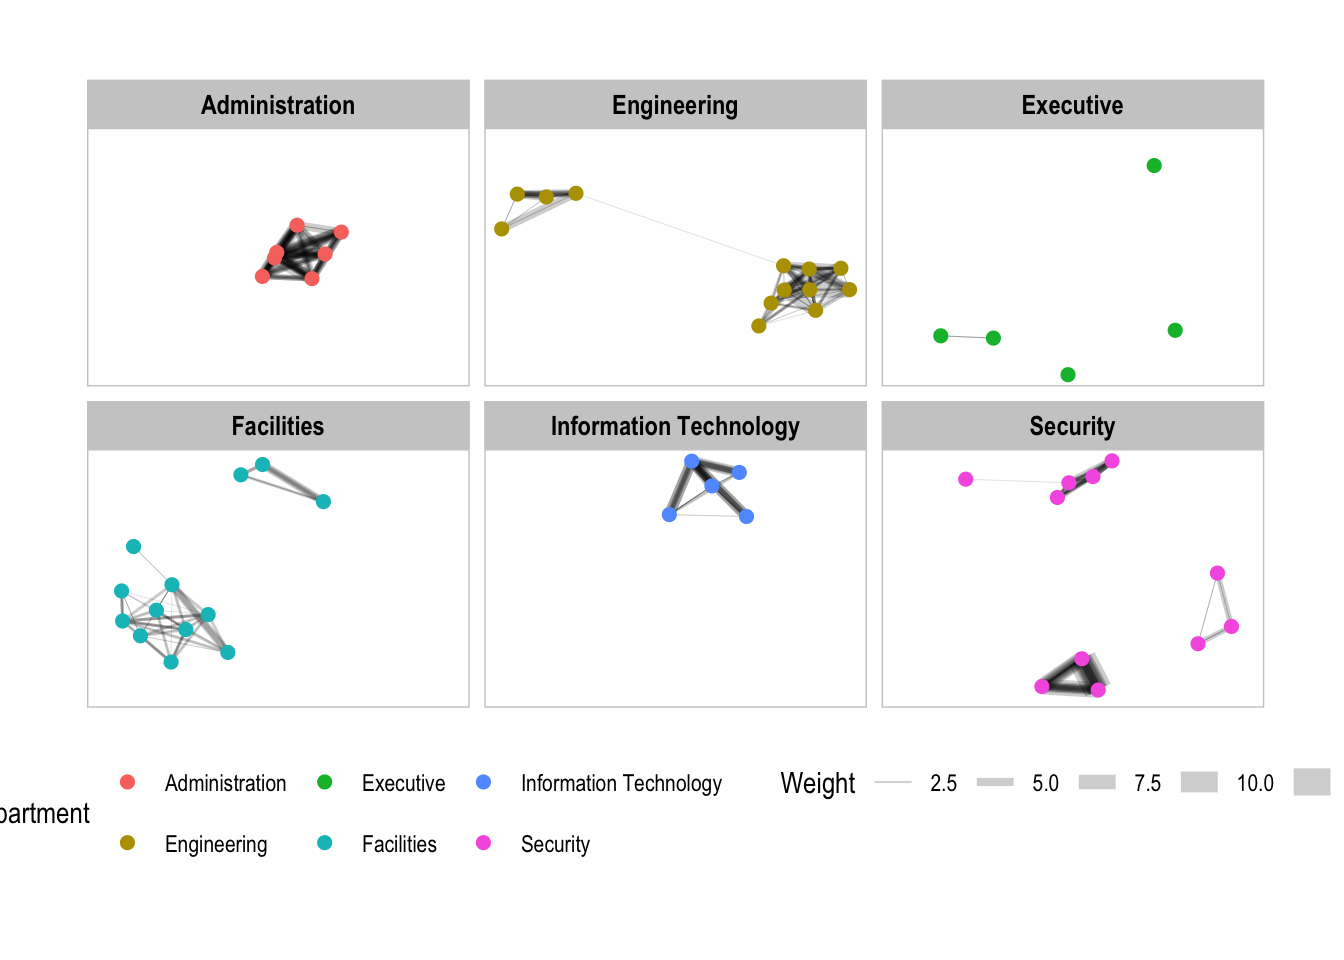 Administration Engineering Executive
Facilities Information Technology Security
Administration Executive Information Technology Weight 2.5 5.0 7.5 10.0
partment
Engineering Facilities Security